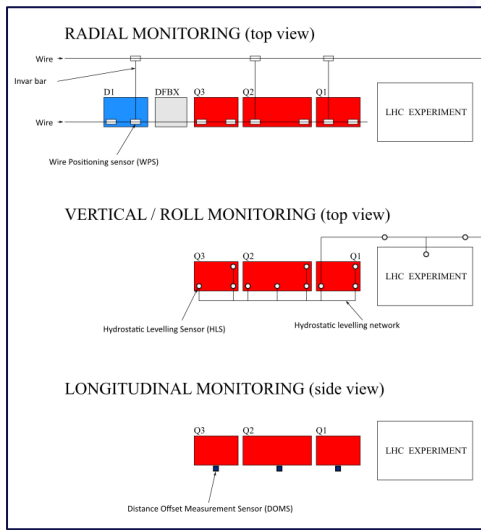 RADIAL MONITORING (top view)
Wire
Invar bar
D1 DFBX Q3 Q2 Q1
LHC EXPERIMENT
Wire
Wire Positioning sensor (WPS)
VERTICAL / ROLL MONITORING (top view)
Q3 Q2 Q1
LHC EXPERIMENT
Hydrostatic Levelling Sensor (HLS)
Hydrostatic levelling network
LONGITUDINAL MONITORING (side view)
Q3 Q2 Q1
LHC EXPERIMENT
Distance Offset Measurement Sensor (DOMS)